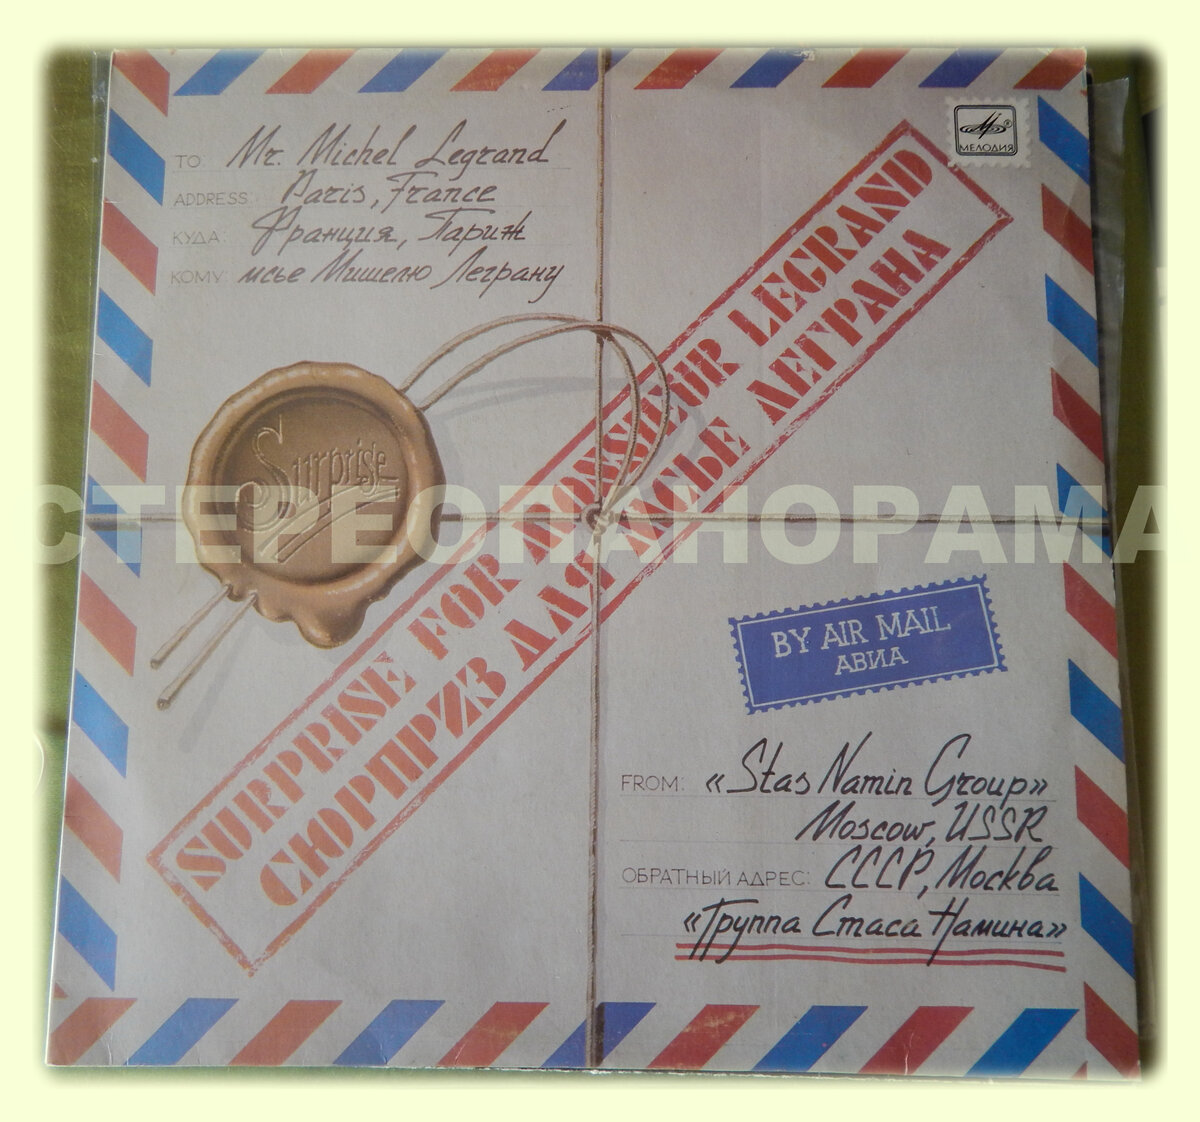 TO: Mr. Michel Legrand
ADDRESS: Paris, France
КУДА: Франция, Париж
КОМУ: мсье Мишелю Леграну
МЕЛОДИЯ
SURPRISE FOR MONSIEUR LEGRAND
СЮРПРИЗ ДЛЯ МСЬЕ ЛЕГРАНА
Surprise
СТЕРЕОПАНОРАМА
BY AIR MAIL
АВИА
FROM: «Stas Namin Group»
Moscow, USSR
ОБРАТНЫЙ АДРЕС: СССР, Москва
«Группа Стаса Намина»